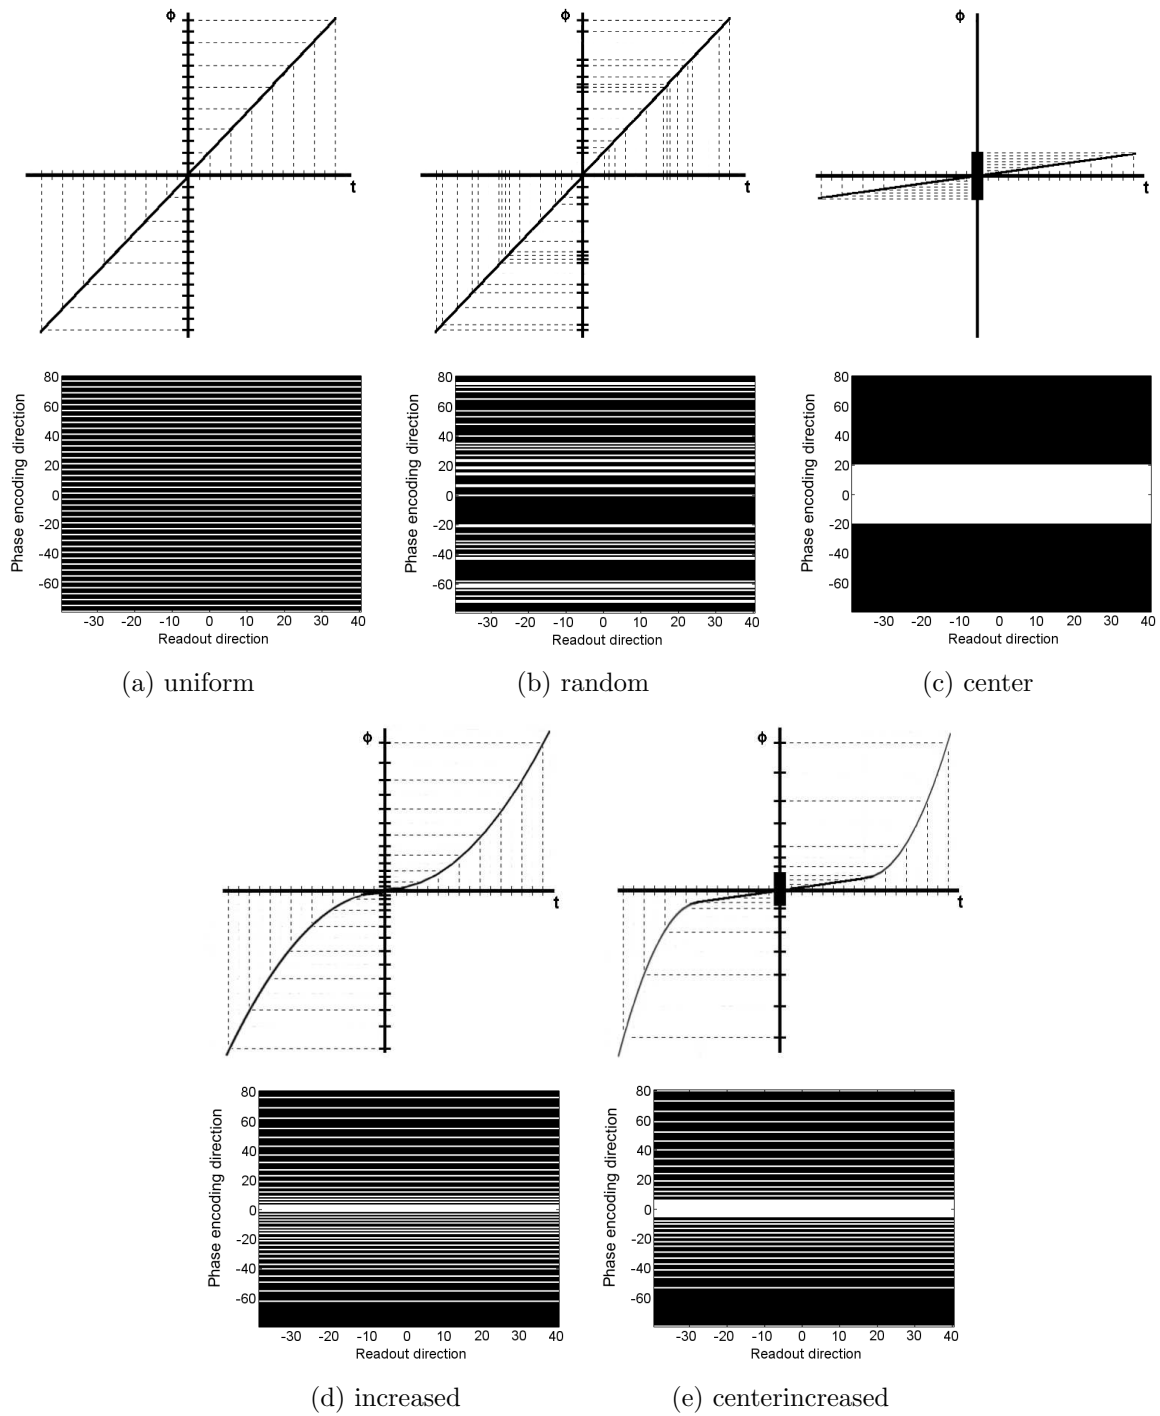 ϕ ϕ ϕ
t t t
80 80 80
60 60 60
40 40 40
20 20 20
0 0 0
-20 -20 -20
-40 -40 -40
-60 -60 -60
Phase encoding direction Phase encoding direction Phase encoding direction
-30 -20 -10 0 10 20 30 40 -30 -20 -10 0 10 20 30 40 -30 -20 -10 0 10 20 30 40
Readout direction Readout direction Readout direction
(a) uniform (b) random (c) center
ϕ ϕ
t t
80 80
60 60
40 40
20 20
0 0
-20 -20
-40 -40
-60 -60
Phase encoding direction Phase encoding direction
-30 -20 -10 0 10 20 30 40 -30 -20 -10 0 10 20 30 40
Readout direction Readout direction
(d) increased (e) centerincreased